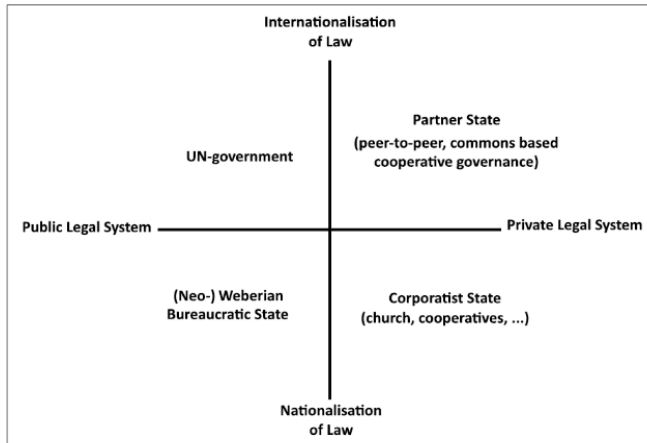 Internationalisation
of Law
Partner State
(peer-to-peer, commons based
cooperative governance)
UN-government
Public Legal System
Private Legal System
(Neo-) Weberian
Bureaucratic State
Corporatist State
(church, cooperatives, ...)
Nationalisation
of Law